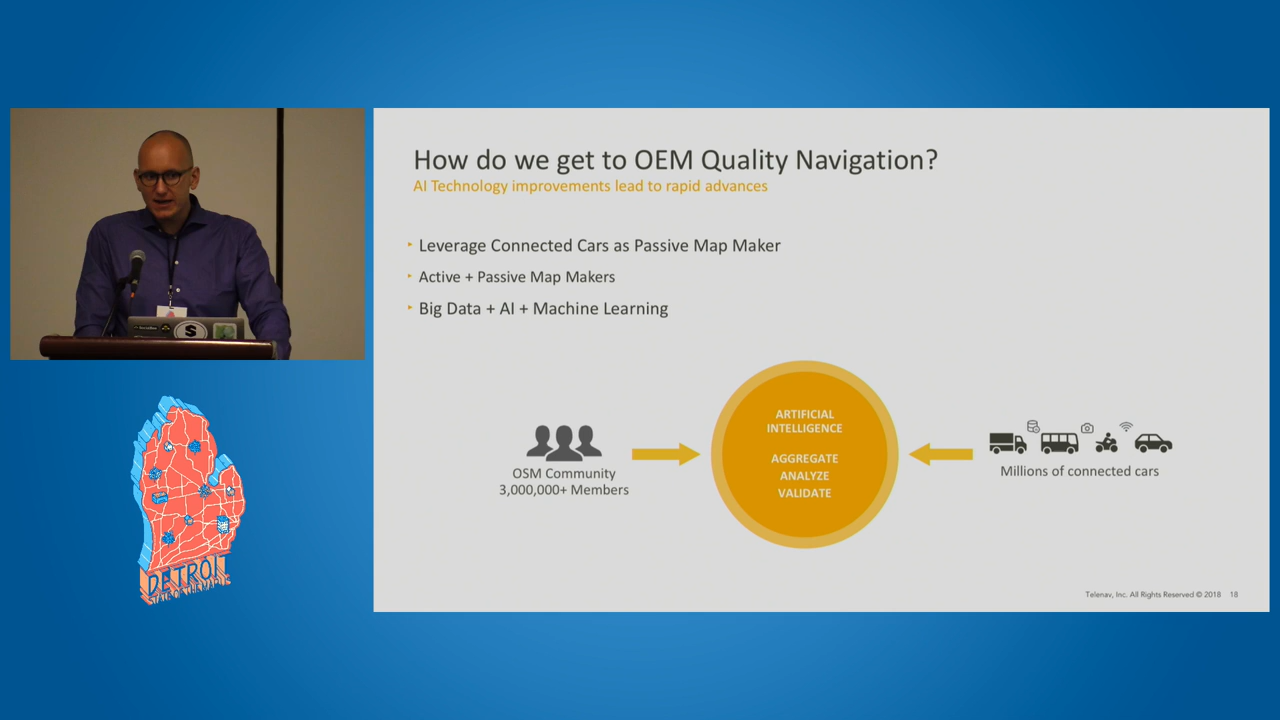 How do we get to OEM Quality Navigation?
AI Technology improvements lead to rapid advances
Leverage Connected Cars as Passive Map Maker
Active + Passive Map Makers
Big Data + AI + Machine Learning
ARTIFICIAL
INTELLIGENCE
AGGREGATE
ANALYZE
VALIDATE
OSM Community
3,000,000+ Members
Millions of connected cars
Telenav, Inc. All Rights Reserved © 2018 18
S
DETROIT
STATE OF THE MAP US